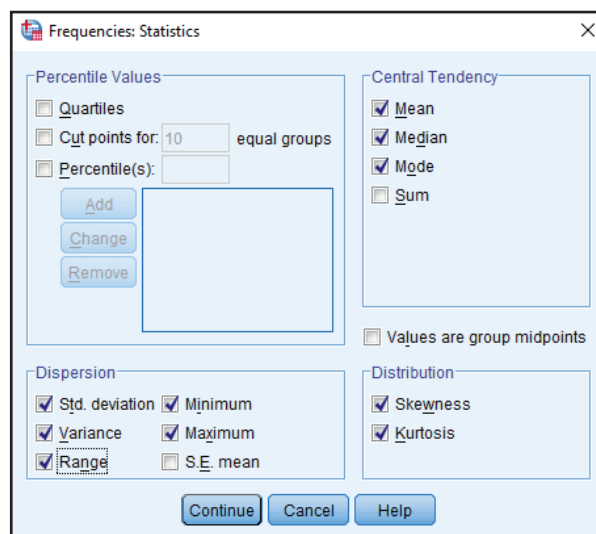 Frequencies: Statistics
Percentile Values
Quartiles
Cut points for: 10 equal groups
Percentile(s):
Add
Change
Remove
Central Tendency
Mean
Median
Mode
Sum
Values are group midpoints
Dispersion
Std. deviation Minimum
Variance Maximum
Range S.E. mean
Distribution
Skewness
Kurtosis
Continue Cancel Help